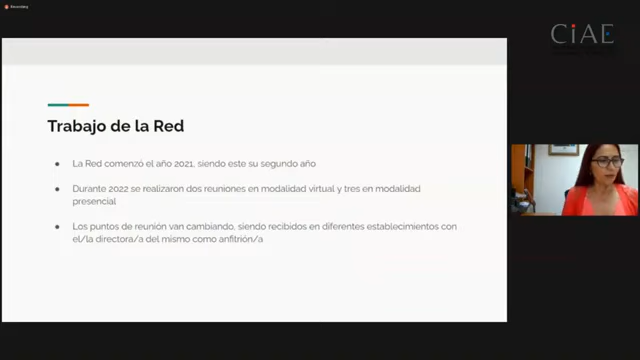 CIAE
Trabajo de la Red
La Red comenzó el año 2021, siendo este su segundo año
Durante 2022 se realizaron dos reuniones en modalidad virtual y tres en modalidad
presencial
Los puntos de reunión van cambiando, siendo recibidos en diferentes establecimientos con
el/la directora/a del mismo como anfitrión/a